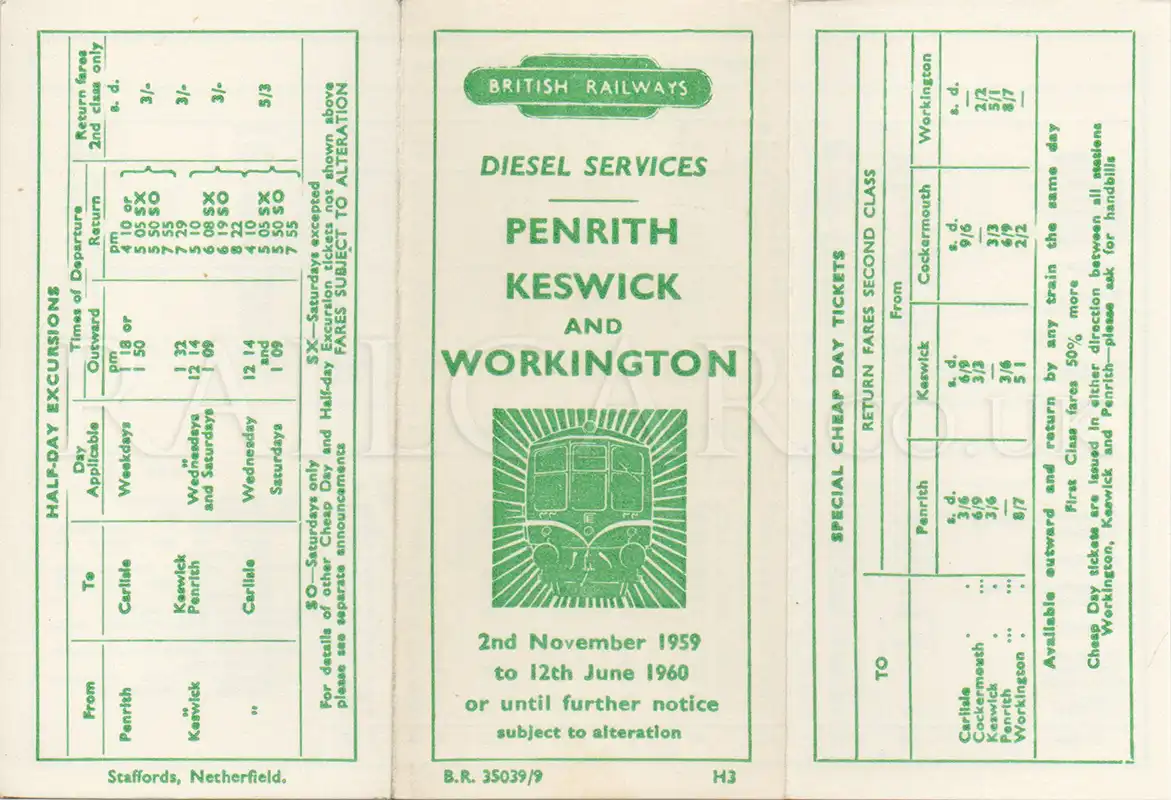 HALF-DAY EXCURSIONS
From To Day Applicable Times of Departure Return fares
Outward Return 2nd class only
pm pm s. d.
Penrith Carlisle Weekdays 1 18 or 4 10 or
1 50 5 05 SX 3/-
5 50 SO
7 55
" Keswick " 1 32 7 29 3/-
Keswick Penrith Wednesdays 12 14 5 10
and Saturdays 1 09 6 08 SX 3/-
6 19 SO
8 22
" Carlisle Wednesday 12 14 4 10
and 5 05 SX 5/3
Saturdays 1 09 5 50 SO
7 55
SO—Saturdays only SX—Saturdays excepted
For details of other Cheap Day and Half-day Excursion tickets not shown above
please see separate announcements FARES SUBJECT TO ALTERATION
Staffords, Netherfield.
BRITISH RAILWAYS
DIESEL SERVICES
PENRITH
KESWICK
AND
WORKINGTON
2nd November 1959
to 12th June 1960
or until further notice
subject to alteration
B.R. 35039/9 H3
SPECIAL CHEAP DAY TICKETS
RETURN FARES SECOND CLASS
TO From
Penrith Keswick Cockermouth Workington
s. d. s. d. s. d. s. d.
Carlisle . . 3/6 6/9 9/6 —
Cockermouth ... 6/9 3/3 — 2/2
Keswick . . 3/6 — 3/3 5/1
Penrith ... ... — 3/6 6/9 8/7
Workington . . 8/7 5/1 2/2 —
Available outward and return by any train the same day
First Class fares 50% more
Cheap Day tickets are issued in either direction between all stations
Workington, Keswick and Penrith—please ask for handbills
RAILCAR.co.uk